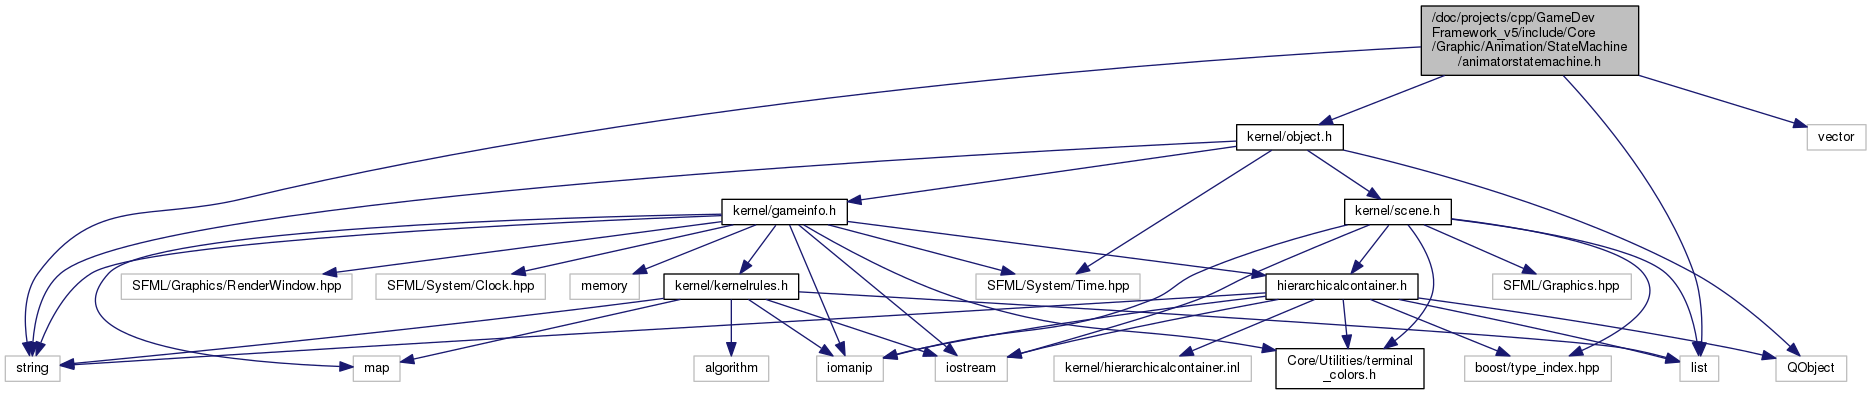 /doc/projects/cpp/GameDev
Framework_v5/include/Core
/Graphic/Animation/StateMachine
/animatorstatemachine.h
kernel/object.h
vector
kernel/gameinfo.h
kernel/scene.h
SFML/Graphics/RenderWindow.hpp
SFML/System/Clock.hpp
memory
kernel/kernelrules.h
SFML/System/Time.hpp
hierarchicalcontainer.h
SFML/Graphics.hpp
string
map
algorithm
iomanip
iostream
kernel/hierarchicalcontainer.inl
Core/Utilities/terminal
_colors.h
boost/type_index.hpp
list
QObject